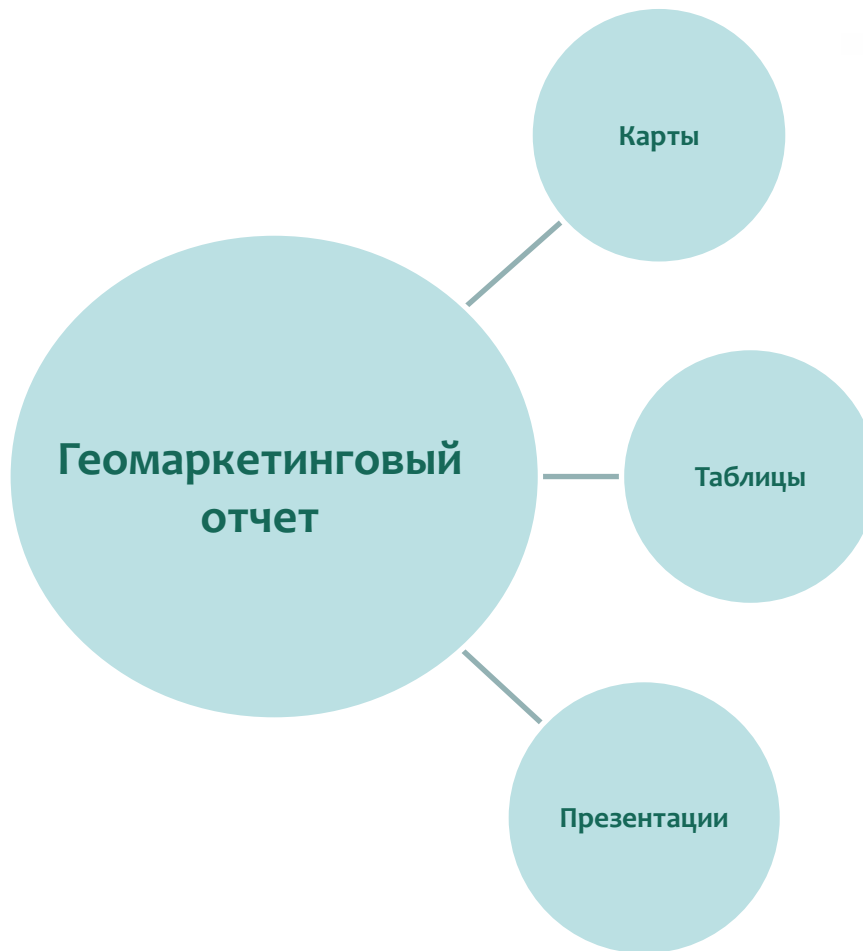 Карты
Геомаркетинговый
отчет
Таблицы
Презентации